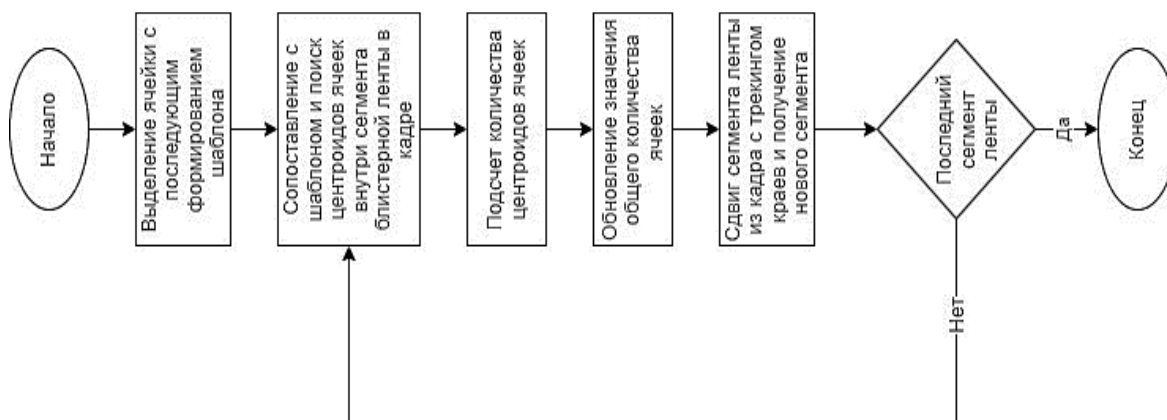 Начало
Выделение ячейки с
последующим
формированием
шаблона
Сопоставление с
шаблоном и поиск
центроидов ячеек
внутри сегмента
блистерной ленты в
кадре
Подсчет количества
центроидов ячеек
Обновление значения
общего количества
ячеек
Сдвиг сегмента ленты
из кадра с трекингом
краев и получение
нового сегмента
Последний
сегмент
ленты
Да
Нет
Конец